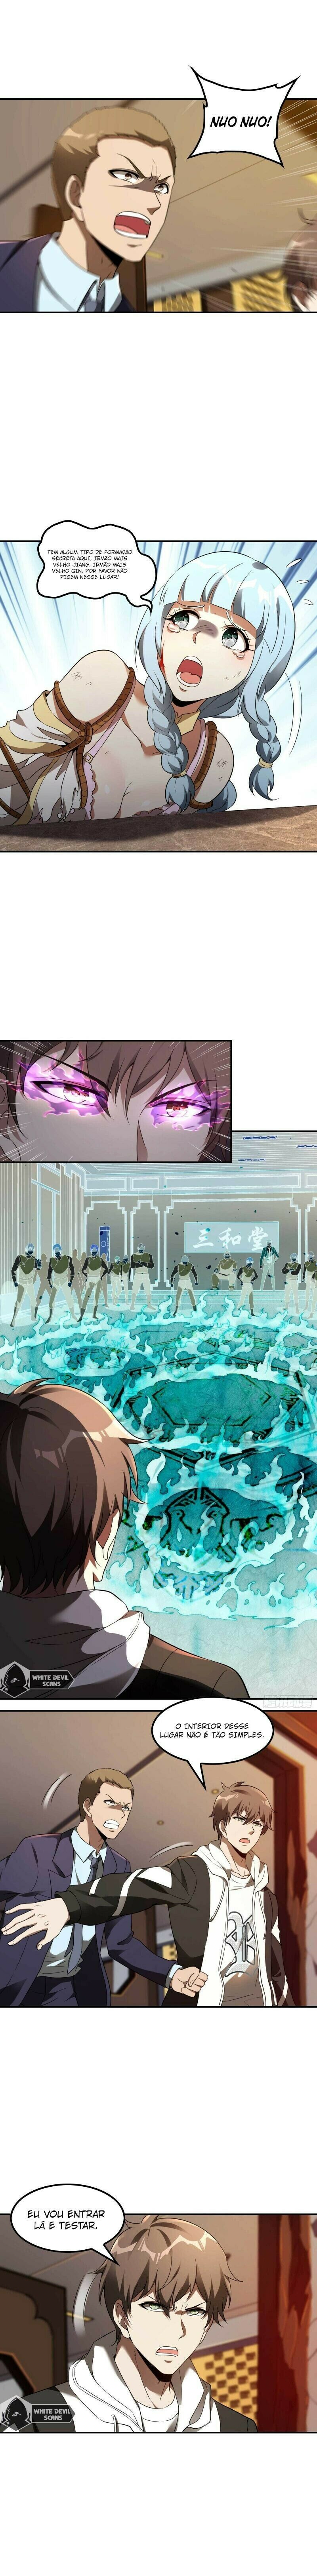 NUO NUO!
TEM ALGUM TIPO DE FORMAÇÃO
SECRETA AQUI, IRMÃO MAIS
VELHO JIANG, IRMÃO MAIS
VELHO QIN, POR FAVOR NÃO
PISEM NESSE LUGAR!
三和堂
WHITE DEVIL
SCANS
O INTERIOR DESSE
LUGAR NÃO É TÃO SIMPLES.
EU VOU ENTRAR
LÁ E TESTAR.
WHITE DEVIL
SCANS